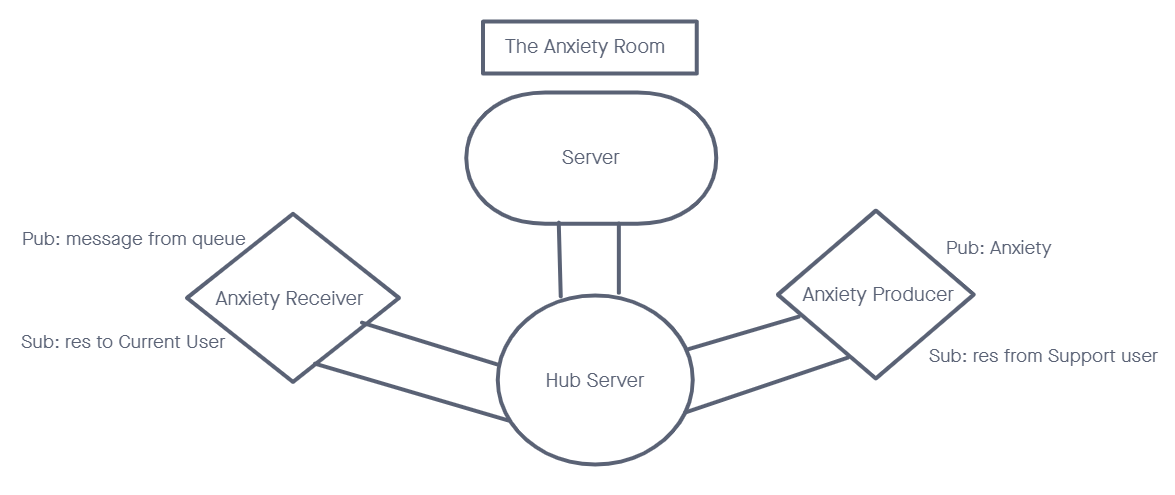 The Anxiety Room
Server
Pub: message from queue
Pub: Anxiety
Anxiety Receiver
Anxiety Producer
Sub: res to Current User
Sub: res from Support user
Hub Server